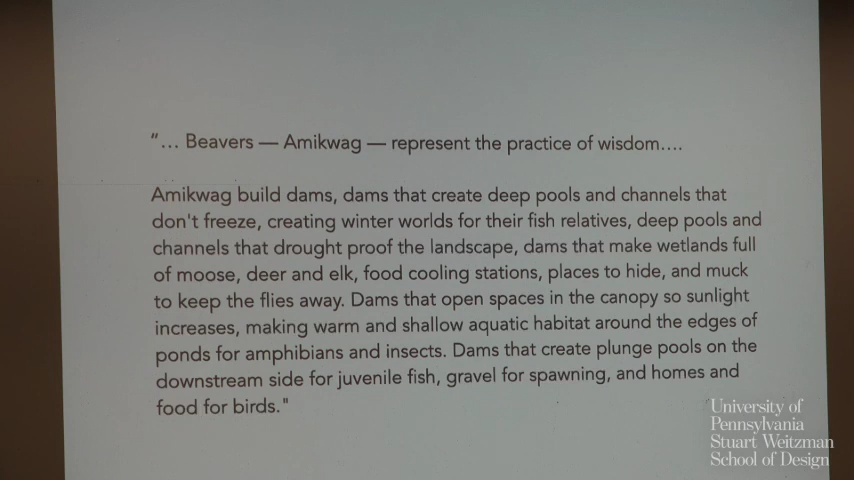 "... Beavers — Amikwag — represent the practice of wisdom....
Amikwag build dams, dams that create deep pools and channels that
don't freeze, creating winter worlds for their fish relatives, deep pools and
channels that drought proof the landscape, dams that make wetlands full
of moose, deer and elk, food cooling stations, places to hide, and muck
to keep the flies away. Dams that open spaces in the canopy so sunlight
increases, making warm and shallow aquatic habitat around the edges of
ponds for amphibians and insects. Dams that create plunge pools on the
downstream side for juvenile fish, gravel for spawning, and homes and
food for birds."
University of
Pennsylvania
Stuart Weitzman
School of Design